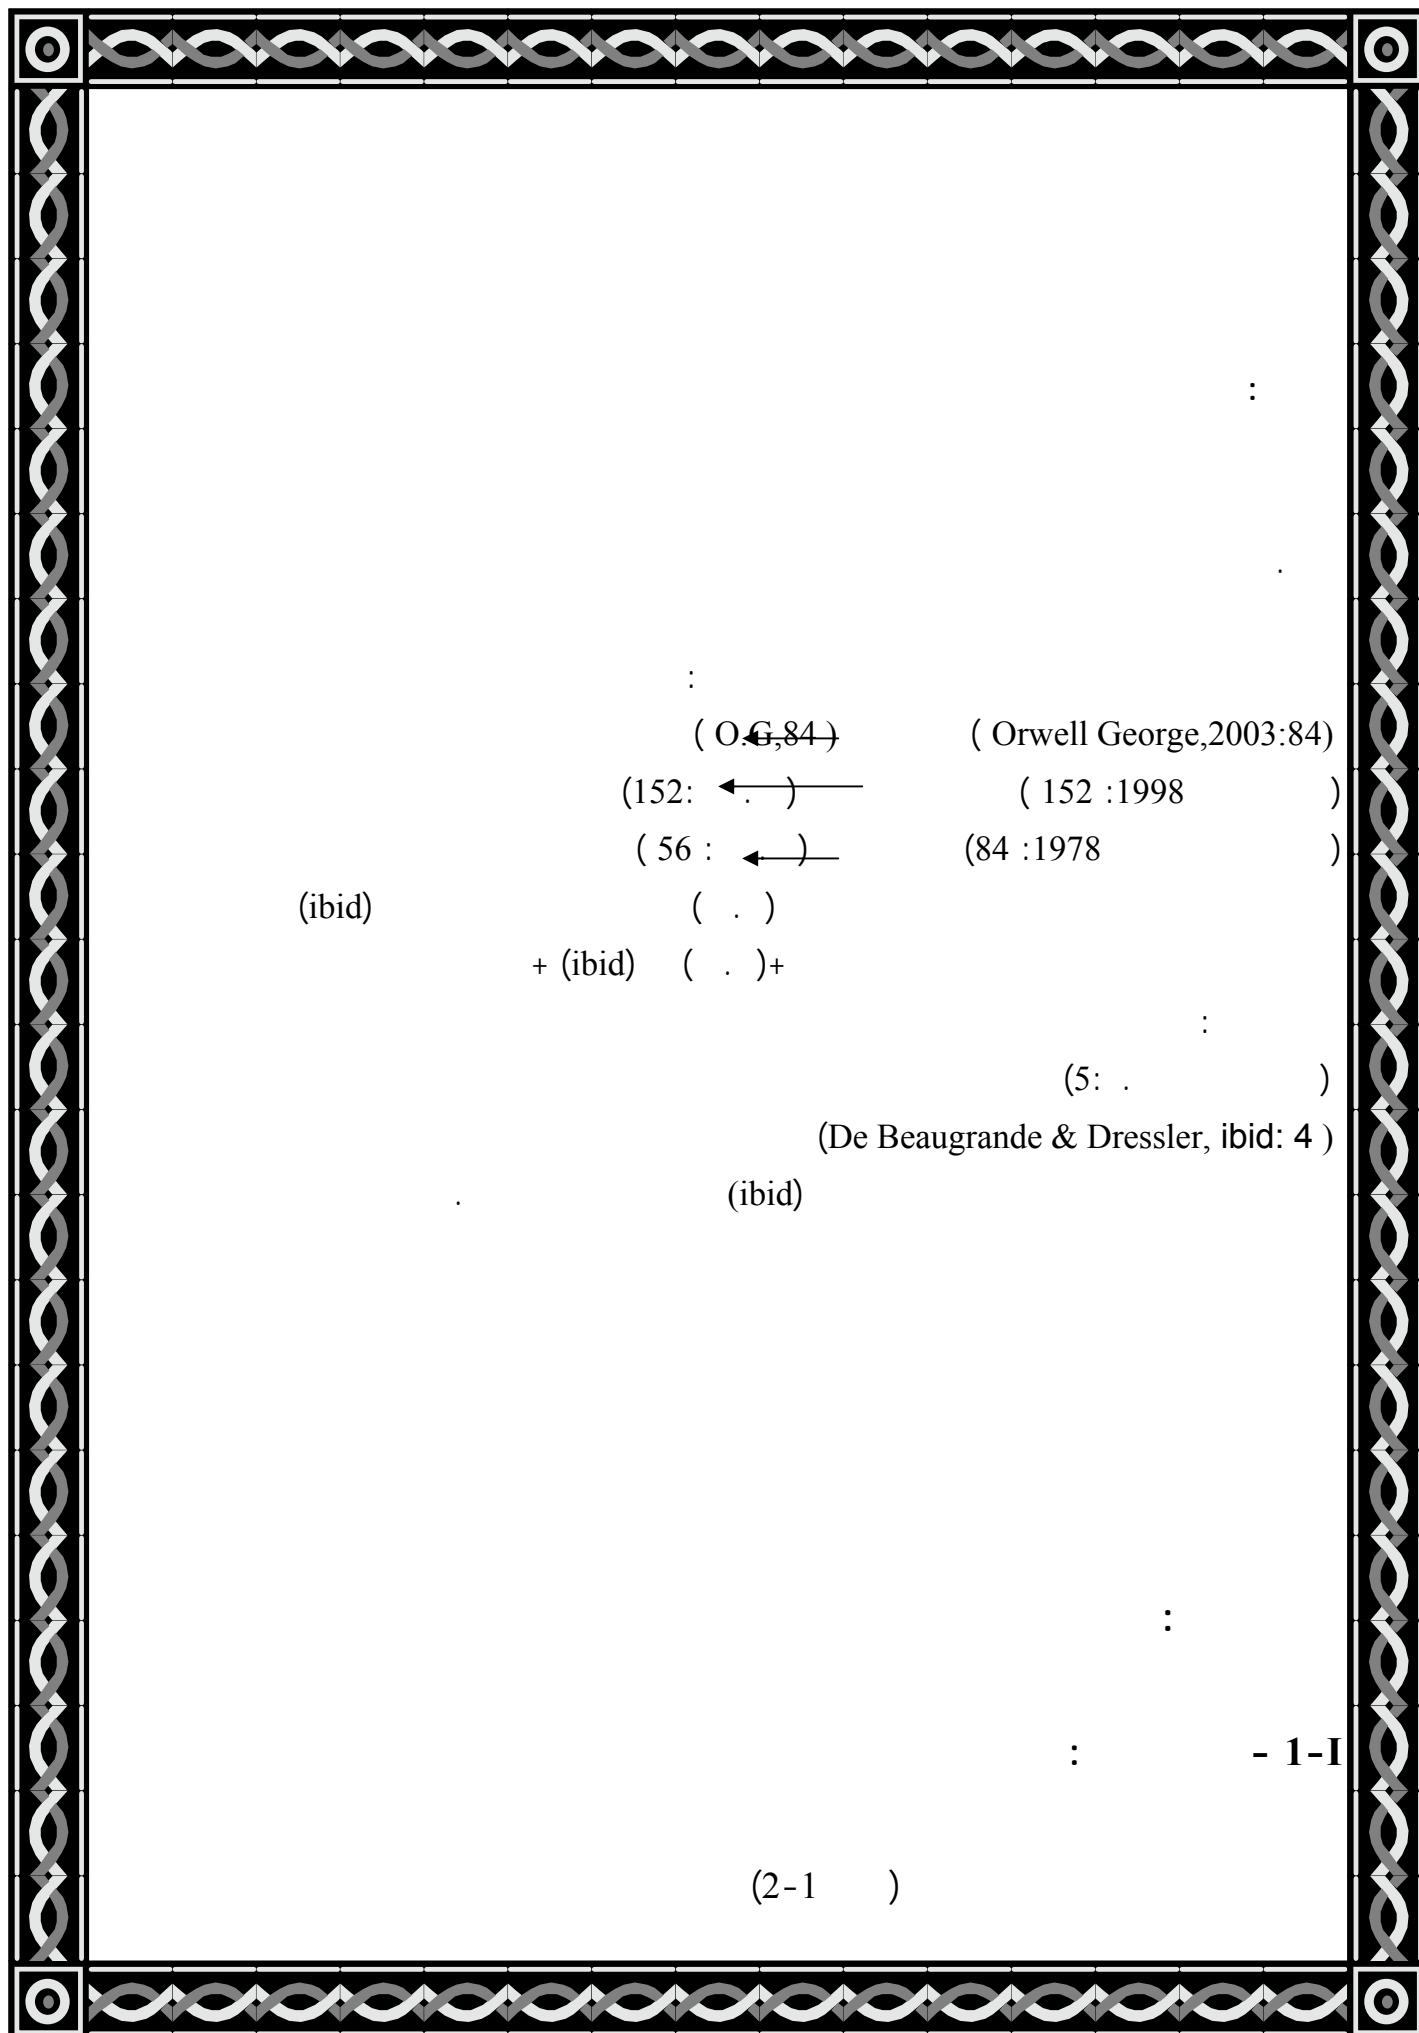 :
.
:
( Orwell George,2003:84) ( O.G,84 )
( 152 :1998 ) (152: . )
(84 :1978 ) ( 56 : . )
( . ) (ibid)
+( . ) (ibid) +
:
(5: . )
(De Beaugrande & Dressler, ibid: 4 )
(ibid) .
:
I-1 - :
(2-1 )